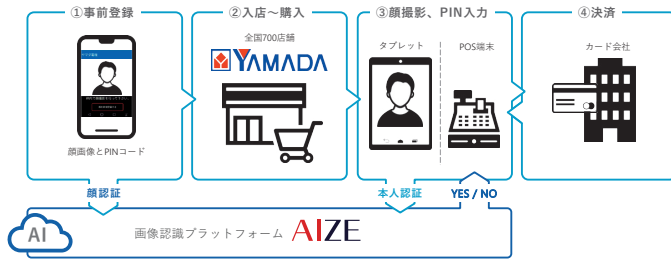 ①事前登録
②入店～購入
③顔撮影、PIN入力
④決済
全国700店舗
YAMADA
タブレット
POS端末
カード会社
顔画像とPINコード
顔認証
本人認証
YES / NO
AI
画像認識プラットフォーム AIZE